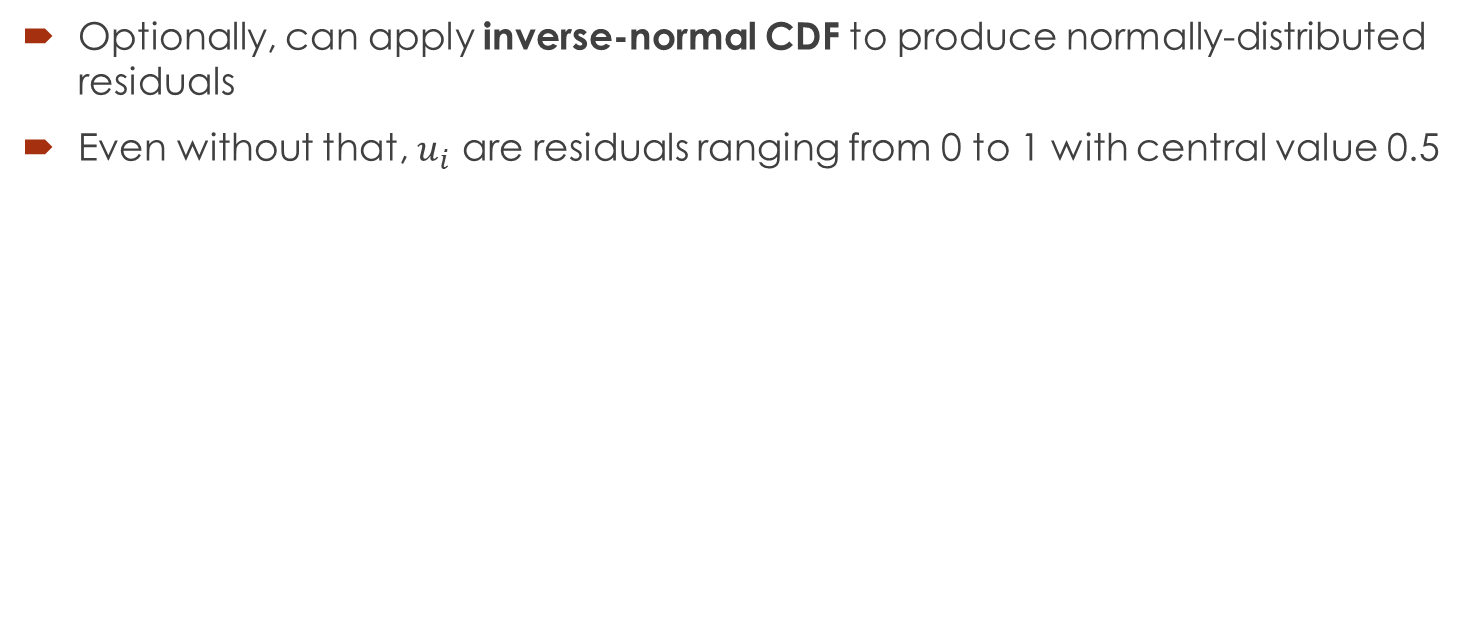 Optionally, can apply inverse-normal CDF to produce normally-distributed
residuals
Even without that, 𝑢ᵢ are residuals ranging from 0 to 1 with central value 0.5